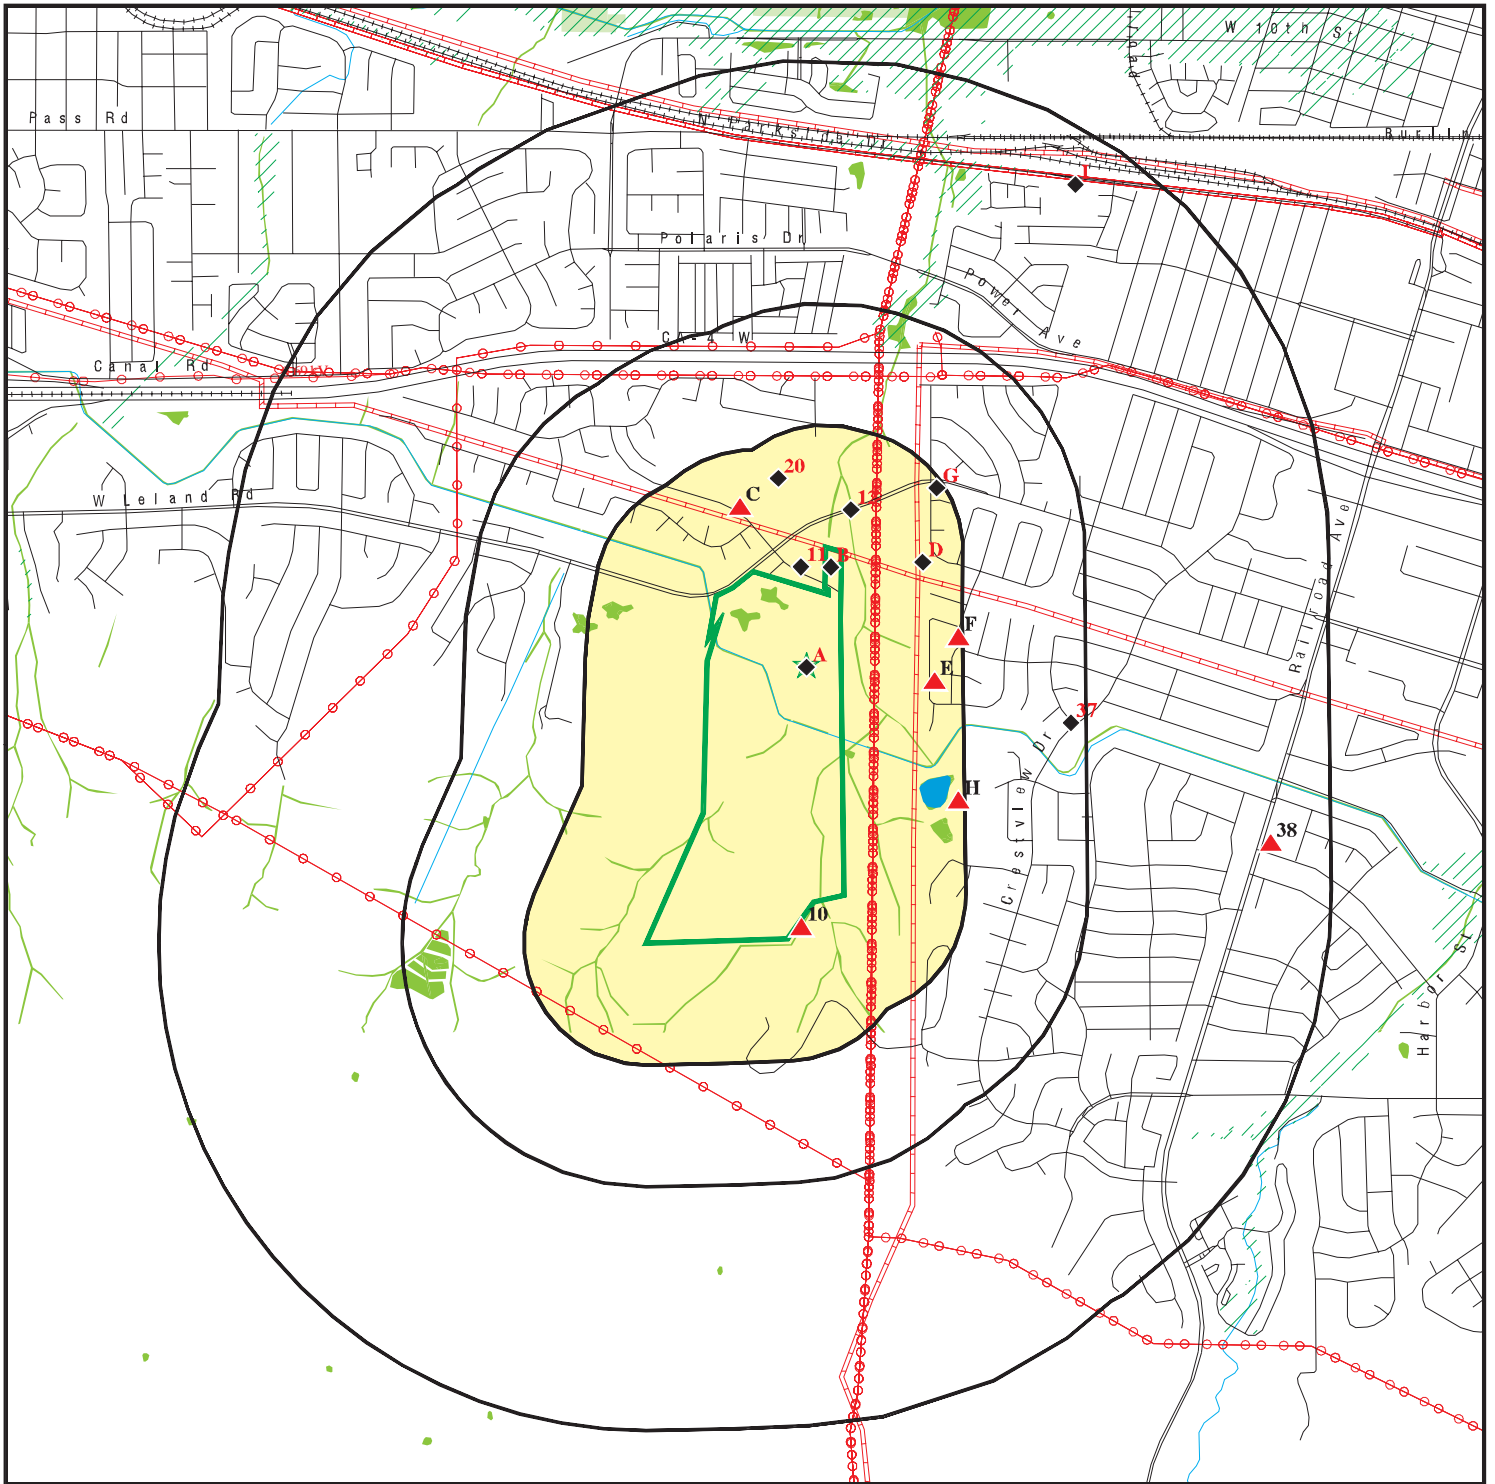 W 10th St
Pass Rd
N Parkside Dr
Burlin
Polaris Dr
Power Ave
CA-4 W
Canal Rd
W Leland Rd
20
C
G
11
B
D
F
A
E
37
Railroad Ave
Crestview Dr
H
38
10
Harbor St